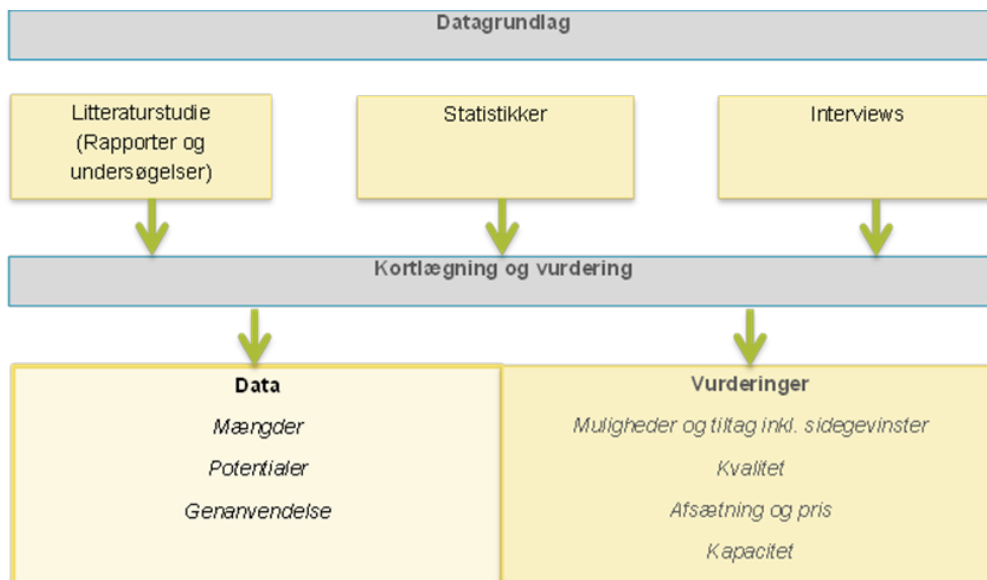 Datagrundlag
Litteraturstudie
(Rapporter og
undersøgelser)
Statistikker
Interviews
Kortlægning og vurdering
Data
Mængder
Potentialer
Genanvendelse
Vurderinger
Muligheder og tiltag inkl. sidegevinster
Kvalitet
Afsætning og pris
Kapacitet